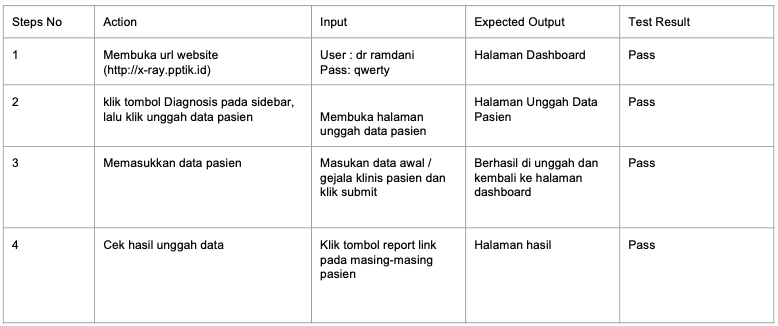 Steps No Action Input Expected Output Test Result
1 Membuka url website User : dr ramdani Halaman Dashboard Pass
(http://x-ray.pptik.id) Pass: qwerty
2 klik tombol Diagnosis pada sidebar, Halaman Unggah Data Pass
lalu klik unggah data pasien Membuka halaman Pasien
unggah data pasien
3 Memasukkan data pasien Masukan data awal / Berhasil di unggah dan Pass
gejala klinis pasien dan kembali ke halaman
klik submit dashboard
4 Cek hasil unggah data Klik tombol report link Halaman hasil Pass
pada masing-masing
pasien